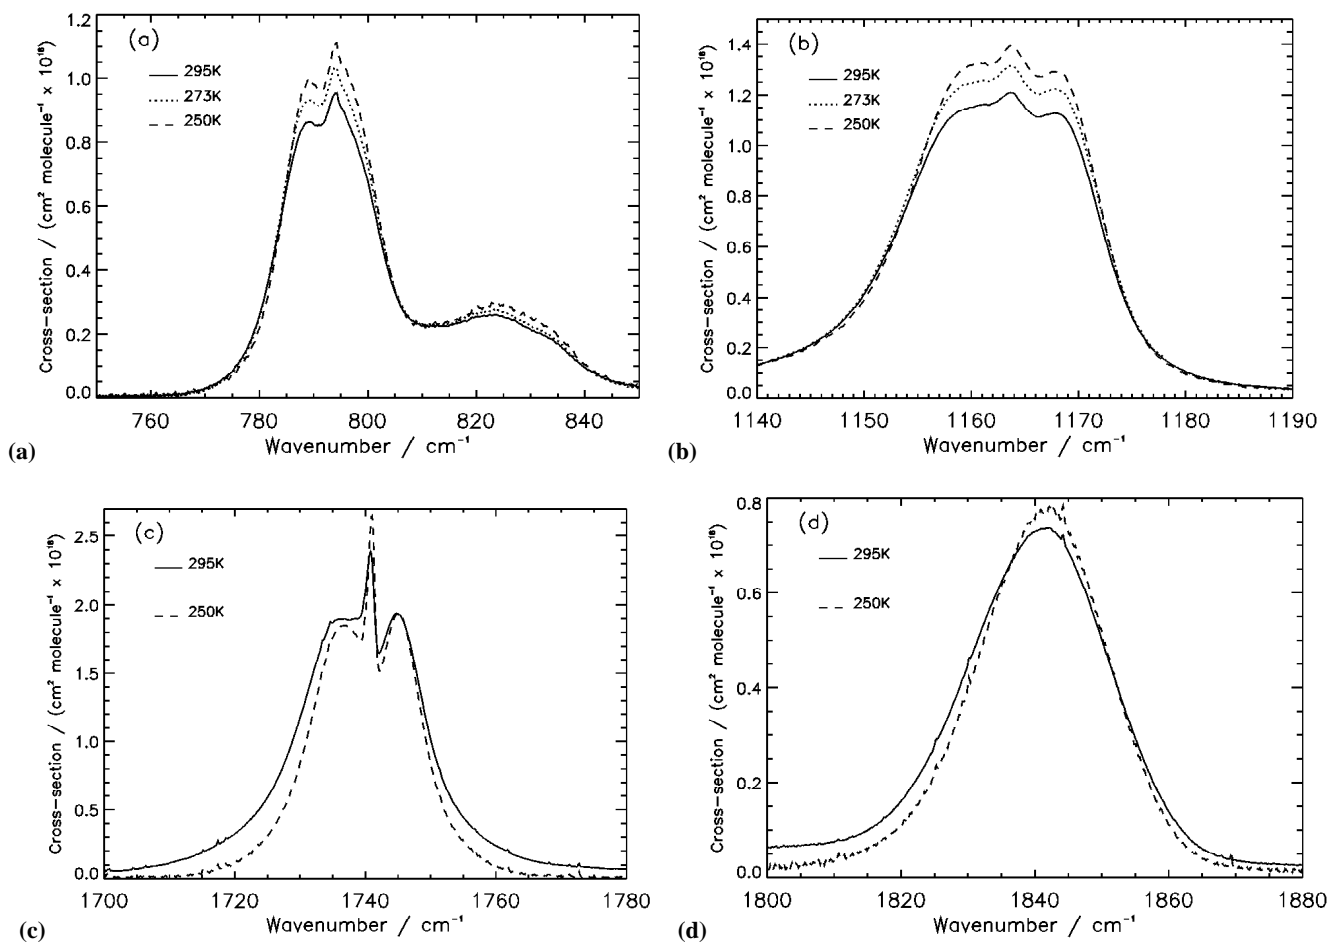 (a)
295K
273K
250K
Cross-section / (cm² molecule⁻¹ x 10¹⁸)
1.2
1.0
0.8
0.6
0.4
0.2
0.0
760 780 800 820 840
Wavenumber / cm⁻¹
(a)
(b)
295K
273K
250K
Cross-section / (cm² molecule⁻¹ x 10¹⁸)
1.4
1.2
1.0
0.8
0.6
0.4
0.2
0.0
1140 1150 1160 1170 1180 1190
Wavenumber / cm⁻¹
(b)
(c)
295K
250K
Cross-section / (cm² molecule⁻¹ x 10¹⁸)
2.5
2.0
1.5
1.0
0.5
0.0
1700 1720 1740 1760 1780
Wavenumber / cm⁻¹
(c)
(d)
295K
250K
Cross-section / (cm² molecule⁻¹ x 10¹⁸)
0.8
0.6
0.4
0.2
0.0
1800 1820 1840 1860 1880
Wavenumber / cm⁻¹
(d)